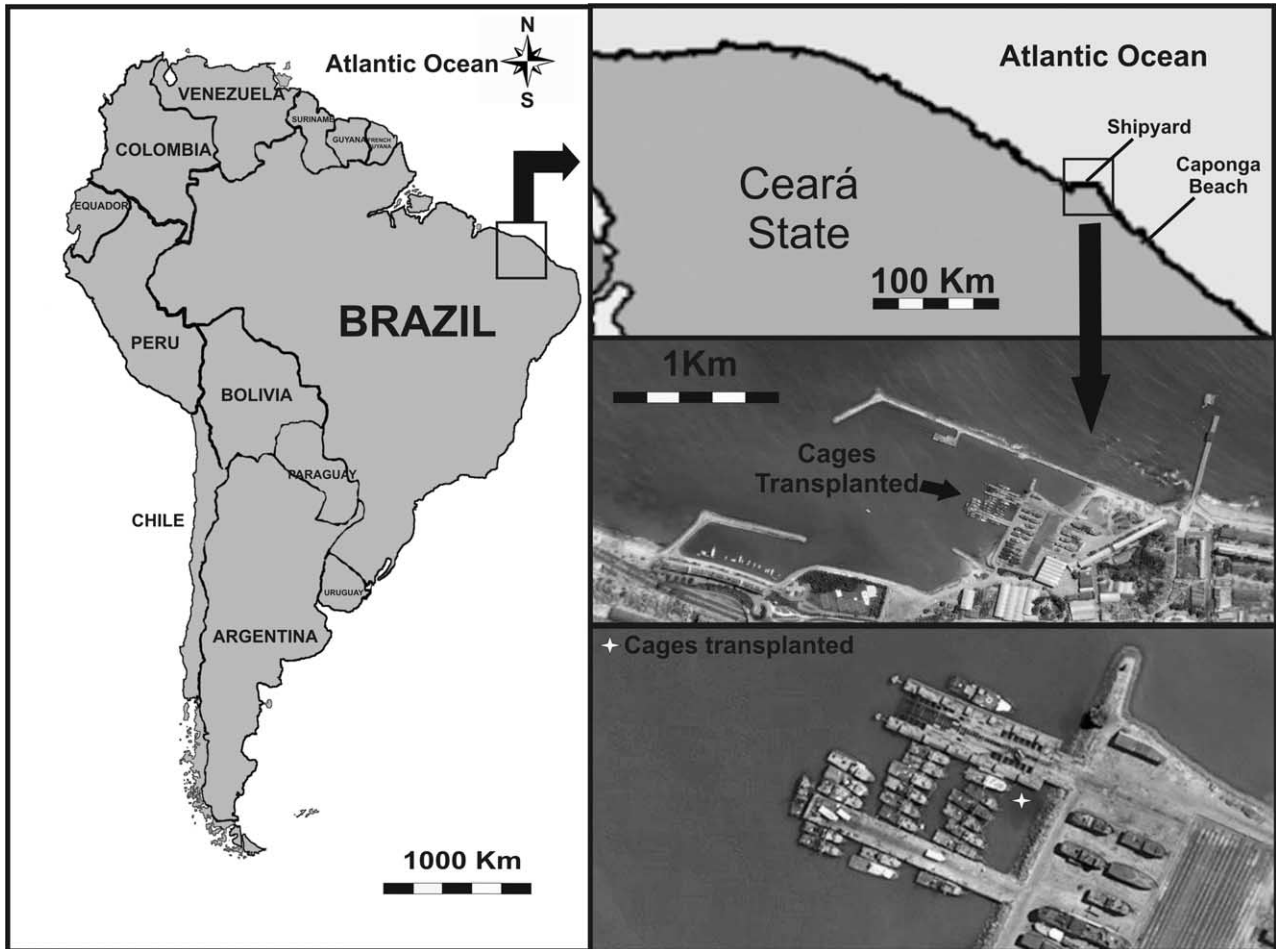 N
Atlantic Ocean
S
VENEZUELA
SURINAME
GUYANA
FRENCH
GUYANA
COLOMBIA
EQUADOR
BRAZIL
PERU
BOLIVIA
PARAGUAY
CHILE
URUGUAY
ARGENTINA
1000 Km
Atlantic Ocean
Shipyard
Caponga
Beach
Ceará
State
100 Km
1Km
Cages
Transplanted
Cages transplanted